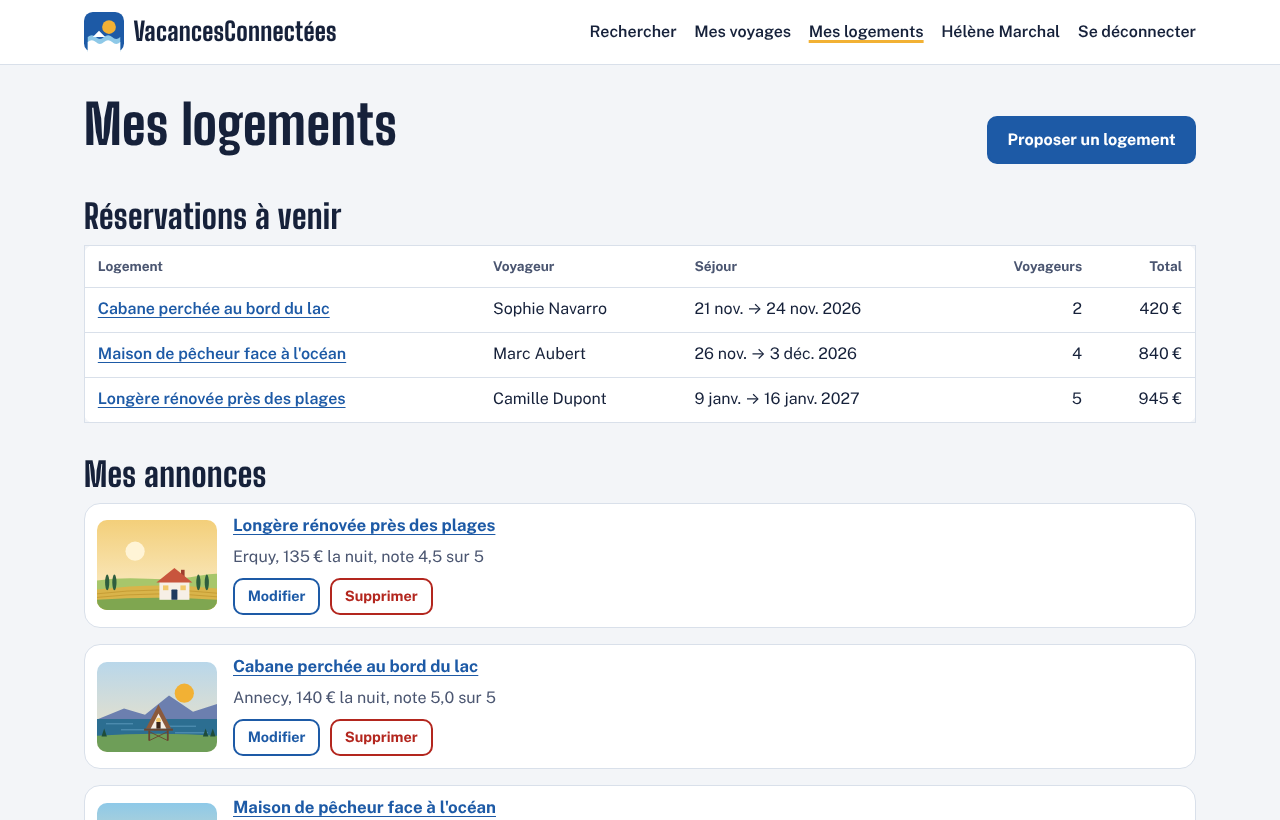 VacancesConnectées
Rechercher Mes voyages Mes logements Hélène Marchal Se déconnecter
Mes logements
Proposer un logement
Réservations à venir
Logement Voyageur Séjour Voyageurs Total
Cabane perchée au bord du lac Sophie Navarro 21 nov. → 24 nov. 2026 2 420 €
Maison de pêcheur face à l'océan Marc Aubert 26 nov. → 3 déc. 2026 4 840 €
Longère rénovée près des plages Camille Dupont 9 janv. → 16 janv. 2027 5 945 €
Mes annonces
Longère rénovée près des plages
Erquy, 135 € la nuit, note 4,5 sur 5
Modifier Supprimer
Cabane perchée au bord du lac
Annecy, 140 € la nuit, note 5,0 sur 5
Modifier Supprimer
Maison de pêcheur face à l'océan